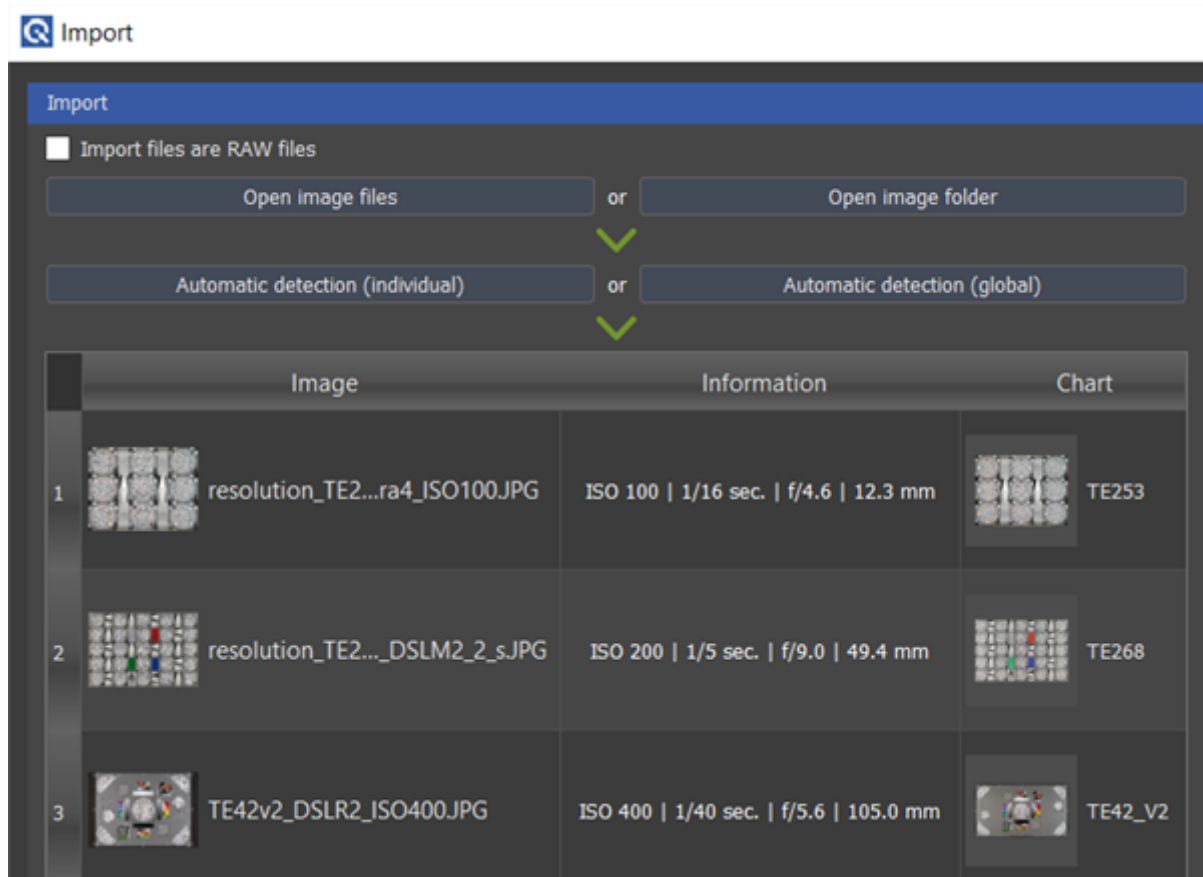 Import
Import
Import files are RAW files
Open image files or Open image folder
Automatic detection (individual) or Automatic detection (global)
Image Information Chart
1 resolution_TE2...ra4_ISO100.JPG ISO 100 | 1/16 sec. | f/4.6 | 12.3 mm TE253
2 resolution_TE2..._DSLM2_2_s.JPG ISO 200 | 1/5 sec. | f/9.0 | 49.4 mm TE268
3 TE42v2_DSLR2_ISO400.JPG ISO 400 | 1/40 sec. | f/5.6 | 105.0 mm TE42_V2